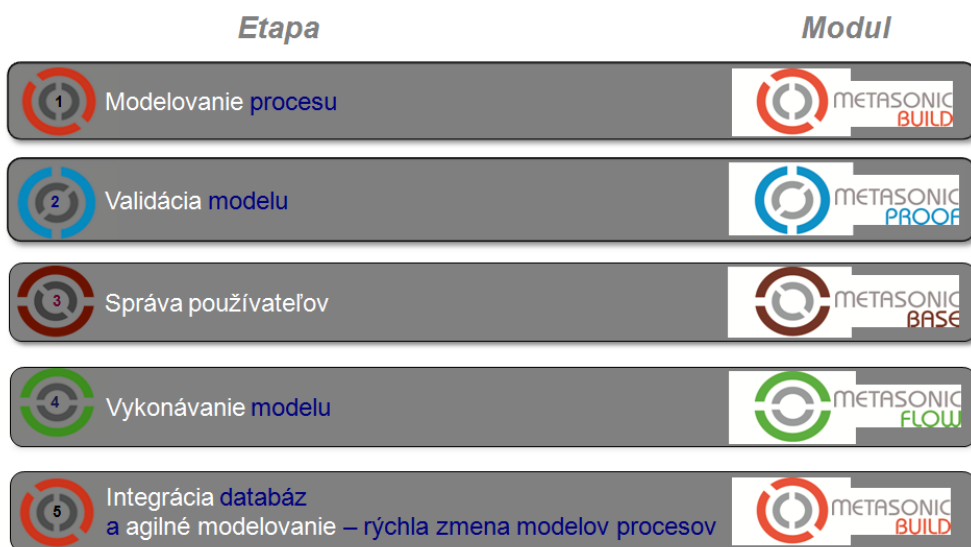 Etapa Modul
1 Modelovanie procesu METASONIC
BUILD
2 Validácia modelu METASONIC
PROOF
3 Správa používateľov METASONIC
BASE
4 Vykonávanie modelu METASONIC
FLOW
5 Integrácia databáz
a agilné modelovanie – rýchla zmena modelov procesov METASONIC
BUILD